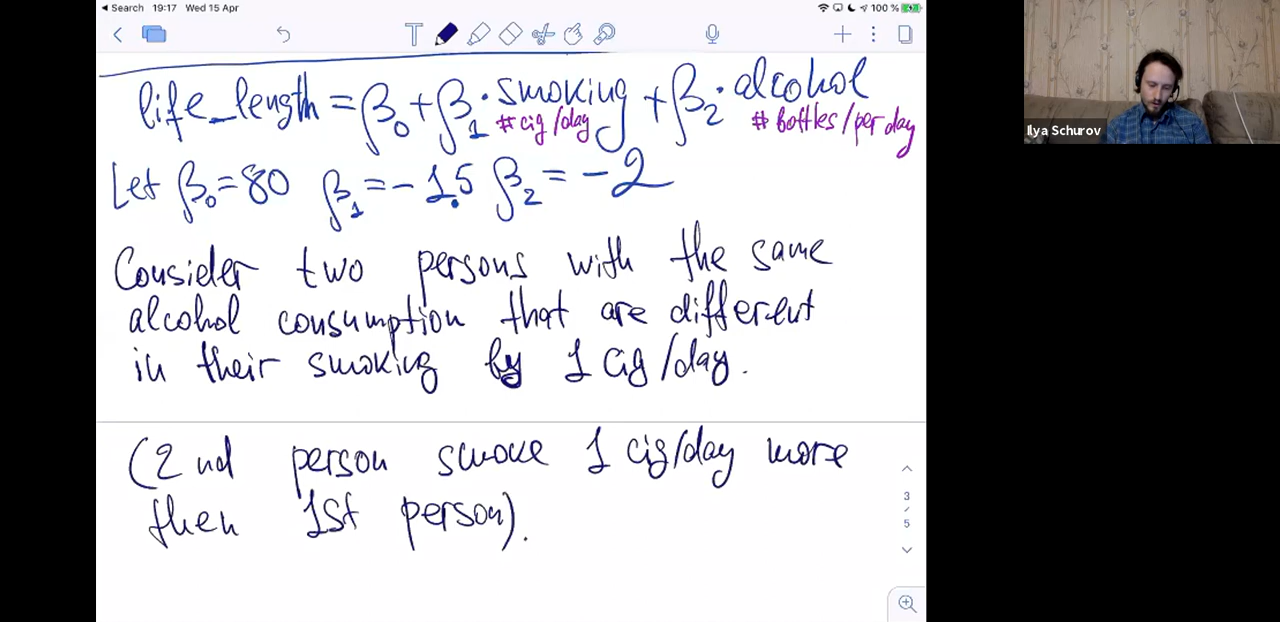 Search 19:17 Wed 15 Apr 100 %
life_length = β₀ + β₁ · smoking + β₂ · alcohol
# cig/day # bottles/per day
Let β₀ = 80 β₁ = -1.5 β₂ = -2
Consider two persons with the same
alcohol consumption that are different
in their smoking by 1 cig/day.
(2nd person smoke 1 cig/day more
then 1st person).
3
/
5
Ilya Schurov